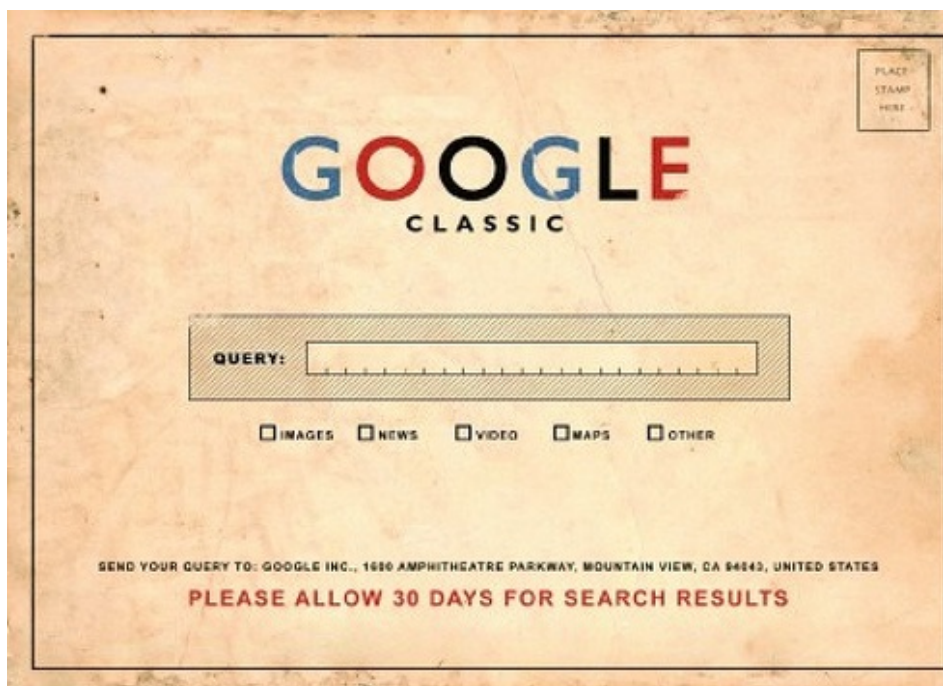 PLACE
STAMP
HERE
GOOGLE
CLASSIC
QUERY:
IMAGES NEWS VIDEO MAPS OTHER
SEND YOUR QUERY TO: GOOGLE INC., 1600 AMPHITHEATRE PARKWAY, MOUNTAIN VIEW, CA 94043, UNITED STATES
PLEASE ALLOW 30 DAYS FOR SEARCH RESULTS